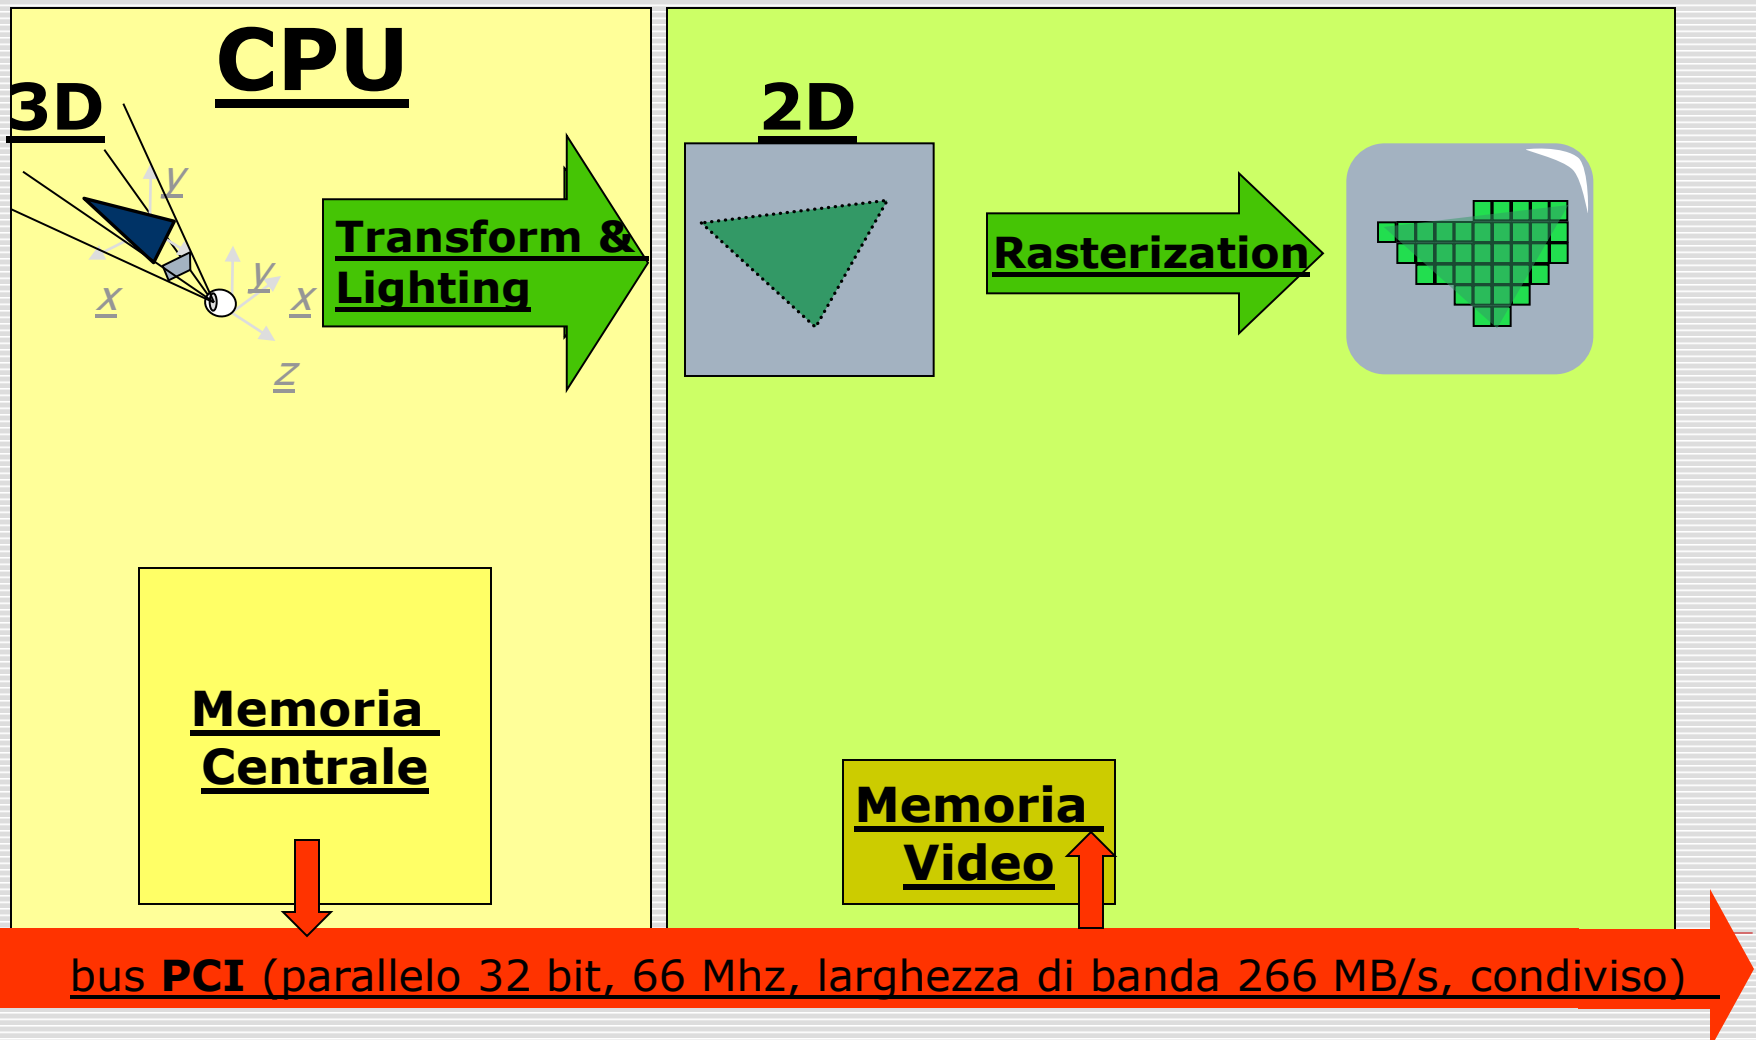 CPU
3D
2D
y
x
y
x
z
Transform &
Lighting
Rasterization
Memoria
Centrale
Memoria
Video
bus PCI (parallelo 32 bit, 66 Mhz, larghezza di banda 266 MB/s, condiviso)